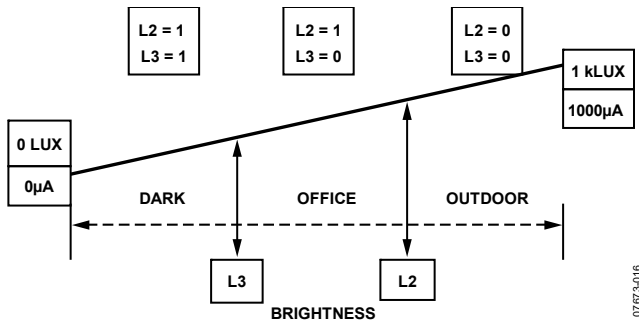 L2 = 1
L3 = 1
L2 = 1
L3 = 0
L2 = 0
L3 = 0
1 kLUX
1000µA
0 LUX
0µA
DARK
OFFICE
OUTDOOR
L3
L2
BRIGHTNESS
07673-016